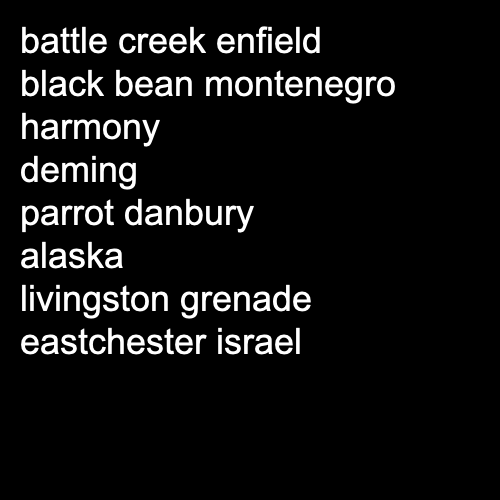 battle creek enfield
black bean montenegro
harmony
deming
parrot danbury
alaska
livingston grenade
eastchester israel